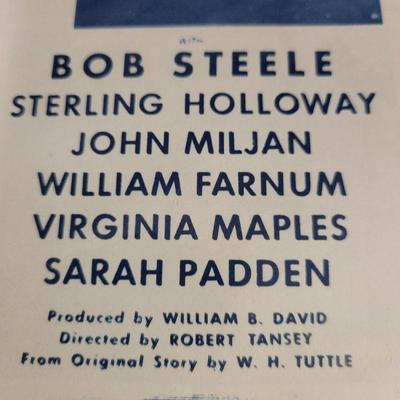 with
BOB STEELE
STERLING HOLLOWAY
JOHN MILJAN
WILLIAM FARNUM
VIRGINIA MAPLES
SARAH PADDEN
Produced by WILLIAM B. DAVID
Directed by ROBERT TANSEY
From Original Story by W. H. TUTTLE